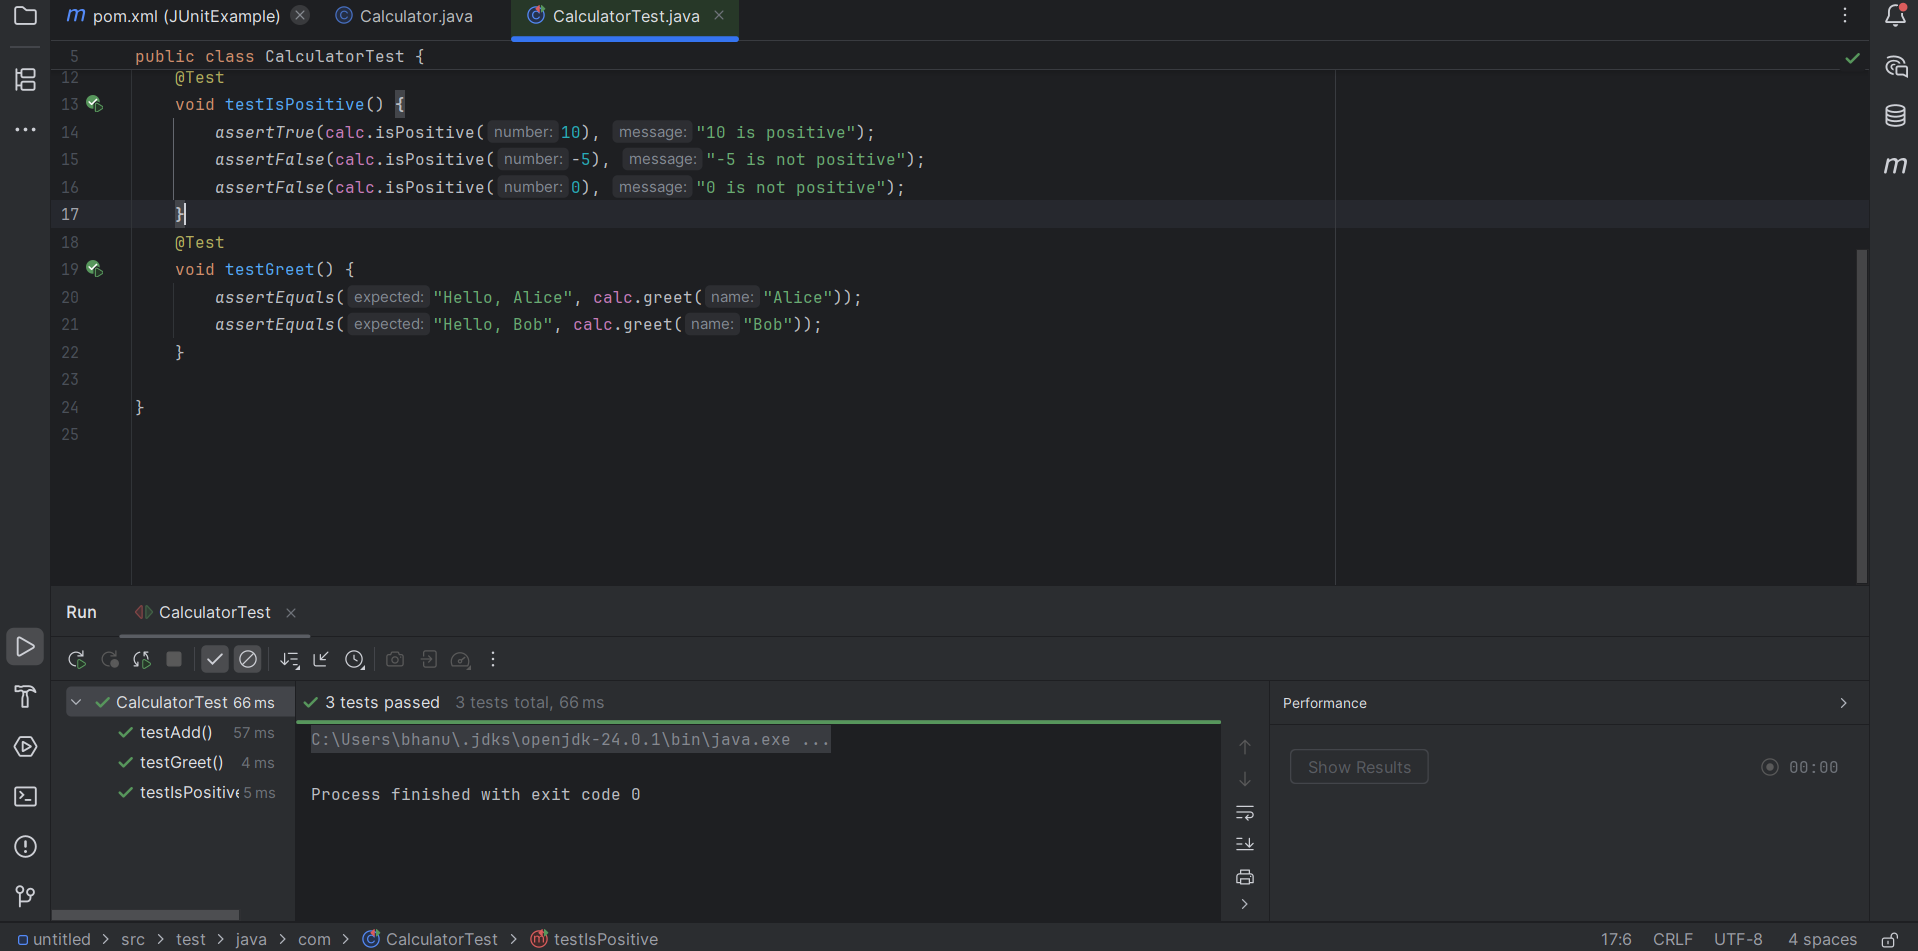 pom.xml (JUnitExample) Calculator.java CalculatorTest.java
5 public class CalculatorTest {
12 @Test
13 void testIsPositive() {
14 assertTrue(calc.isPositive( number: 10), message: "10 is positive");
15 assertFalse(calc.isPositive( number: -5), message: "-5 is not positive");
16 assertFalse(calc.isPositive( number: 0), message: "0 is not positive");
17 }
18 @Test
19 void testGreet() {
20 assertEquals( expected: "Hello, Alice", calc.greet( name: "Alice"));
21 assertEquals( expected: "Hello, Bob", calc.greet( name: "Bob"));
22 }
23
24 }
25
Run CalculatorTest
CalculatorTest 66 ms
testAdd() 57 ms
testGreet() 4 ms
testIsPositive 5 ms
3 tests passed 3 tests total, 66 ms
C:\Users\bhanu\.jdks\openjdk-24.0.1\bin\java.exe ...
Process finished with exit code 0
Performance
Show Results 00:00
untitled > src > test > java > com > CalculatorTest > testIsPositive
17:6 CRLF UTF-8 4 spaces